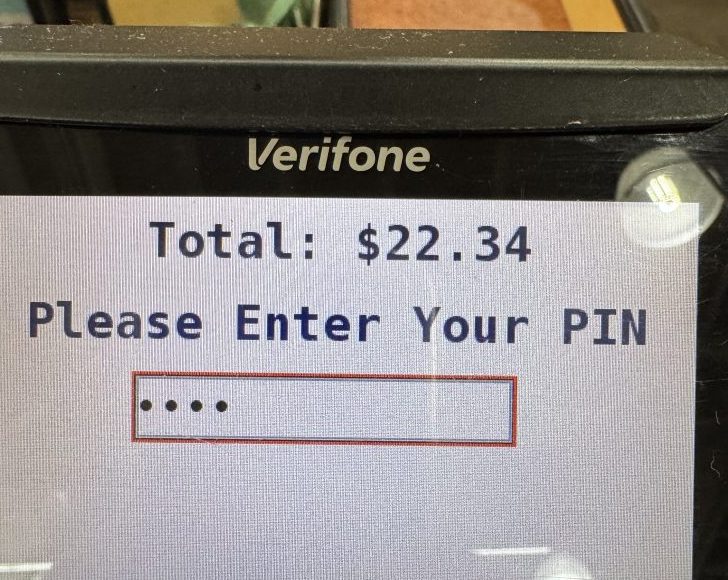 Verifone
Total: $22.34
Please Enter Your PIN
••••